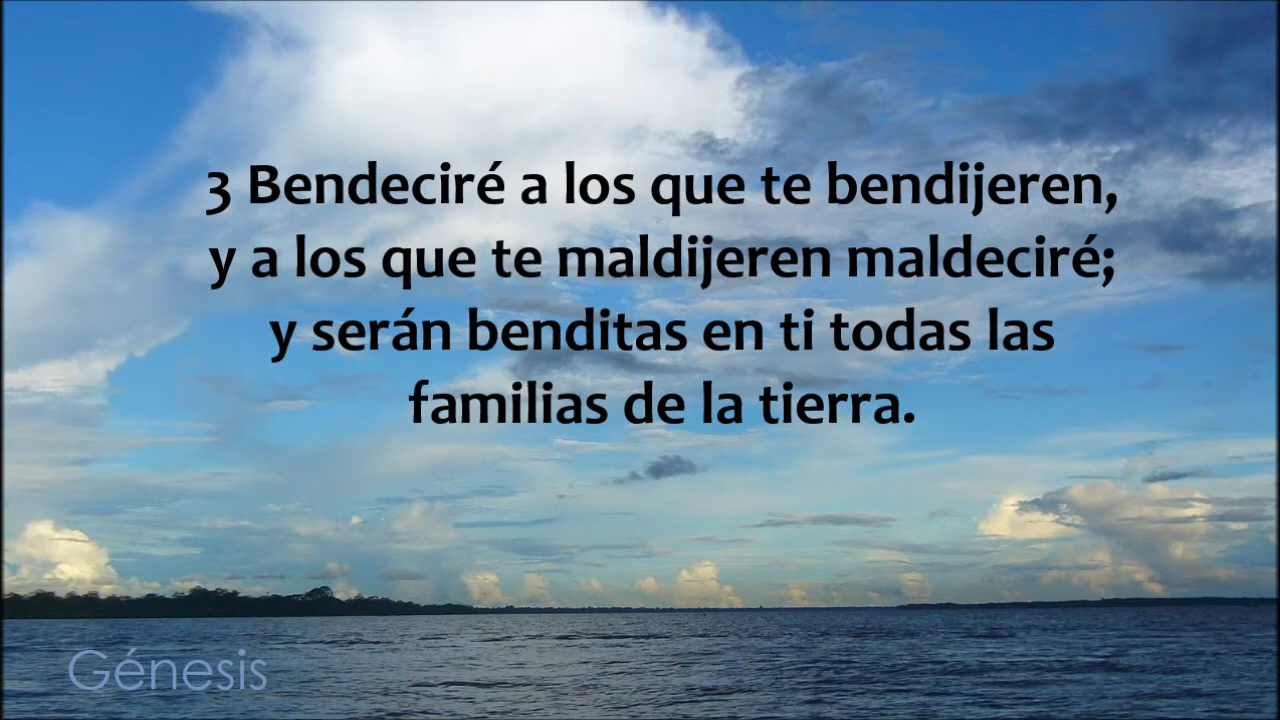 3 Bendeciré a los que te bendijeren,
y a los que te maldijeren maldeciré;
y serán benditas en ti todas las
familias de la tierra.
Génesis